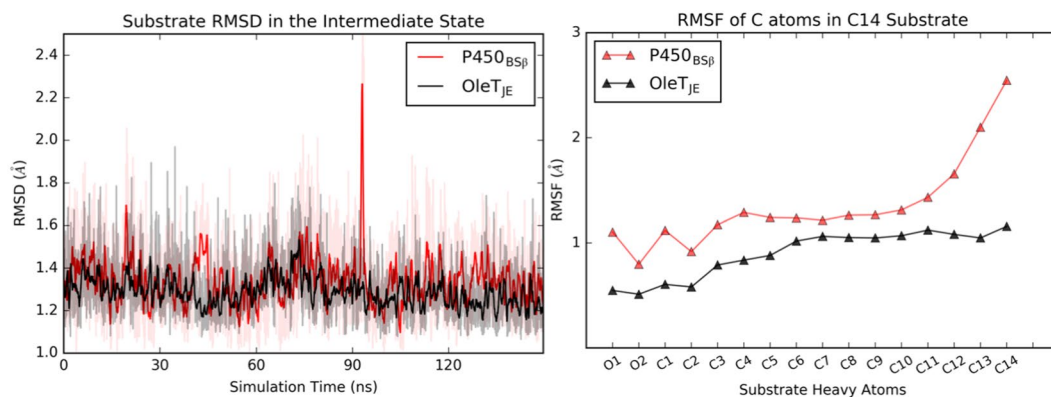 Substrate RMSD in the Intermediate State
P450BSβ
OleTJE
2.4
2.2
2.0
1.8
1.6
1.4
1.2
1.0
RMSD (Å)
0
30
60
90
120
Simulation Time (ns)
RMSF of C atoms in C14 Substrate
P450BSβ
OleTJE
3
2
1
RMSF (Å)
O1 O2 C1 C2 C3 C4 C5 C6 C7 C8 C9 C10 C11 C12 C13 C14
Substrate Heavy Atoms